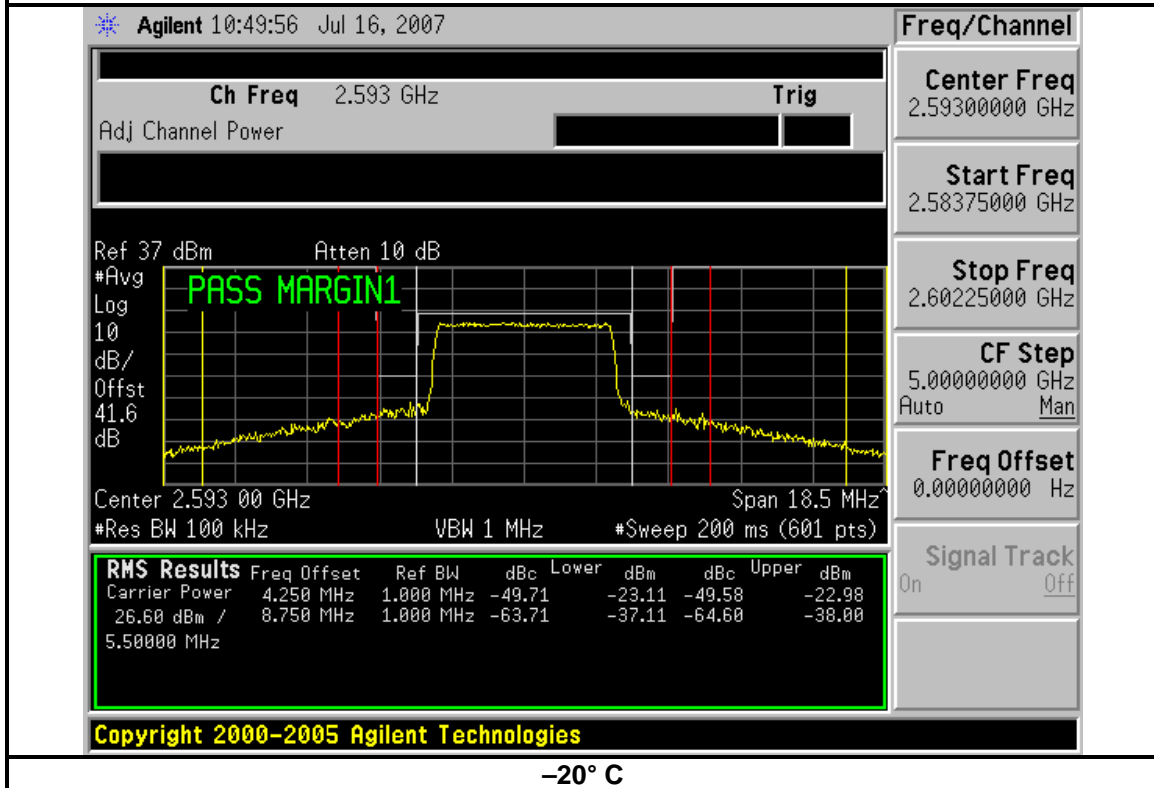 Agilent 10:49:56 Jul 16, 2007
Freq/Channel
Ch Freq 2.593 GHz Trig
Adj Channel Power
Center Freq
2.59300000 GHz
Start Freq
2.58375000 GHz
Stop Freq
2.60225000 GHz
CF Step
5.00000000 GHz
Auto Man
Freq Offset
0.00000000 Hz
Signal Track
On Off
Ref 37 dBm Atten 10 dB
#Avg
Log
10
dB/
Offst
41.6
dB
PASS MARGIN1
Center 2.593 00 GHz Span 18.5 MHz^
#Res BW 100 kHz VBW 1 MHz #Sweep 200 ms (601 pts)
RMS Results Freq Offset Ref BW dBc Lower dBm dBc Upper dBm
Carrier Power 4.250 MHz 1.000 MHz -49.71 -23.11 -49.58 -22.98
26.60 dBm / 8.750 MHz 1.000 MHz -63.71 -37.11 -64.60 -38.00
5.50000 MHz
Copyright 2000-2005 Agilent Technologies
–20° C